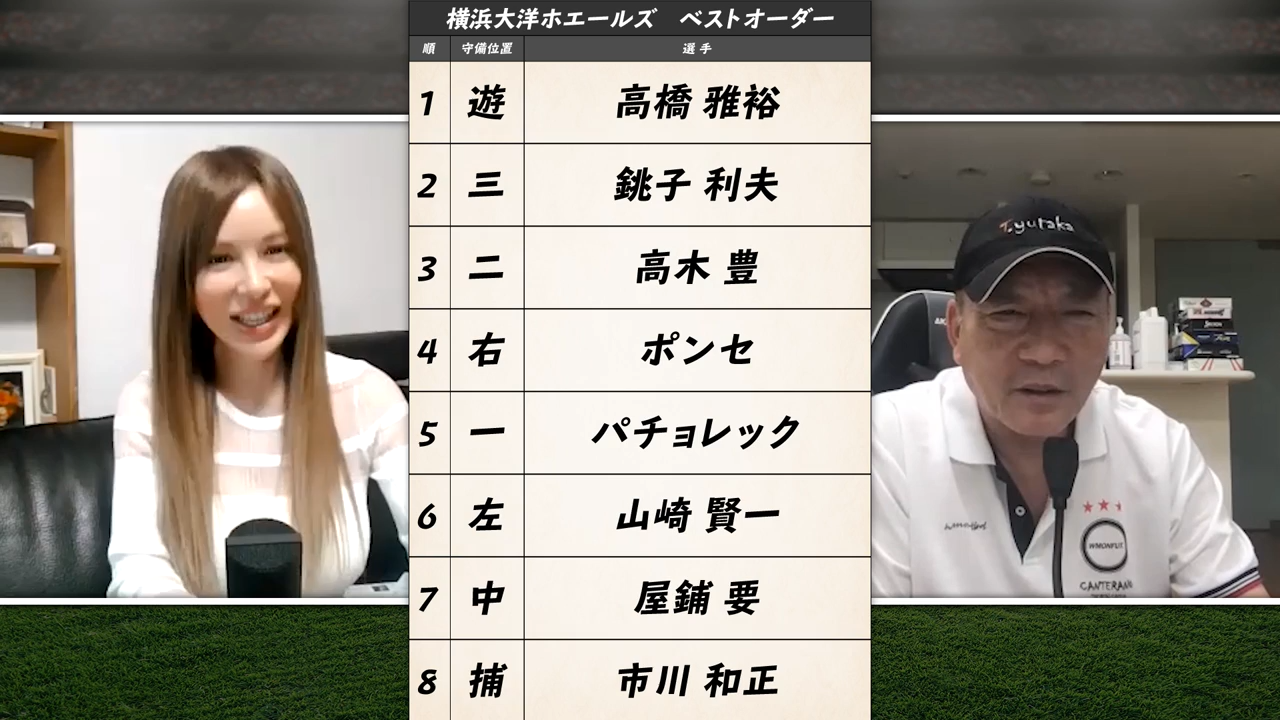 横浜大洋ホエールズ ベストオーダー
順 守備位置 選手
1 遊 高橋 雅裕
2 三 銚子 利夫
3 二 高木 豊
4 右 ポンセ
5 一 パチョレック
6 左 山崎 賢一
7 中 屋鋪 要
8 捕 市川 和正
T.yutaka
AK
WMONFLIT